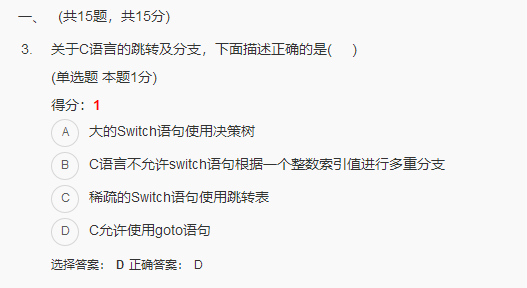 一、 (共15题，共15分)
3. 关于C语言的跳转及分支，下面描述正确的是( )
(单选题 本题1分)
得分：1
A 大的Switch语句使用决策树
B C语言不允许switch语句根据一个整数索引值进行多重分支
C 稀疏的Switch语句使用跳转表
D C允许使用goto语句
选择答案： D 正确答案： D